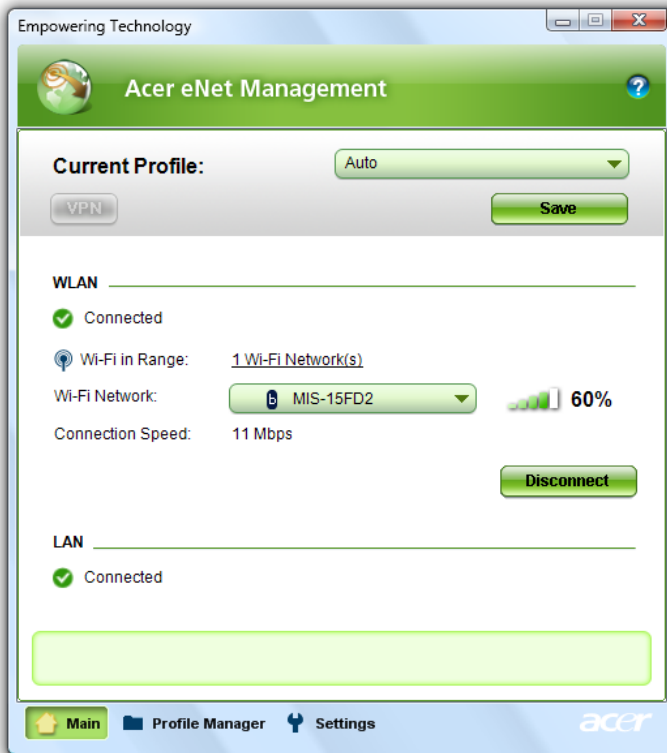 Empowering Technology
Acer eNet Management
?
Current Profile: Auto
VPN Save
WLAN
Connected
Wi-Fi in Range: 1 Wi-Fi Network(s)
Wi-Fi Network: b MIS-15FD2 60%
Connection Speed: 11 Mbps
Disconnect
LAN
Connected
Main Profile Manager Settings acer